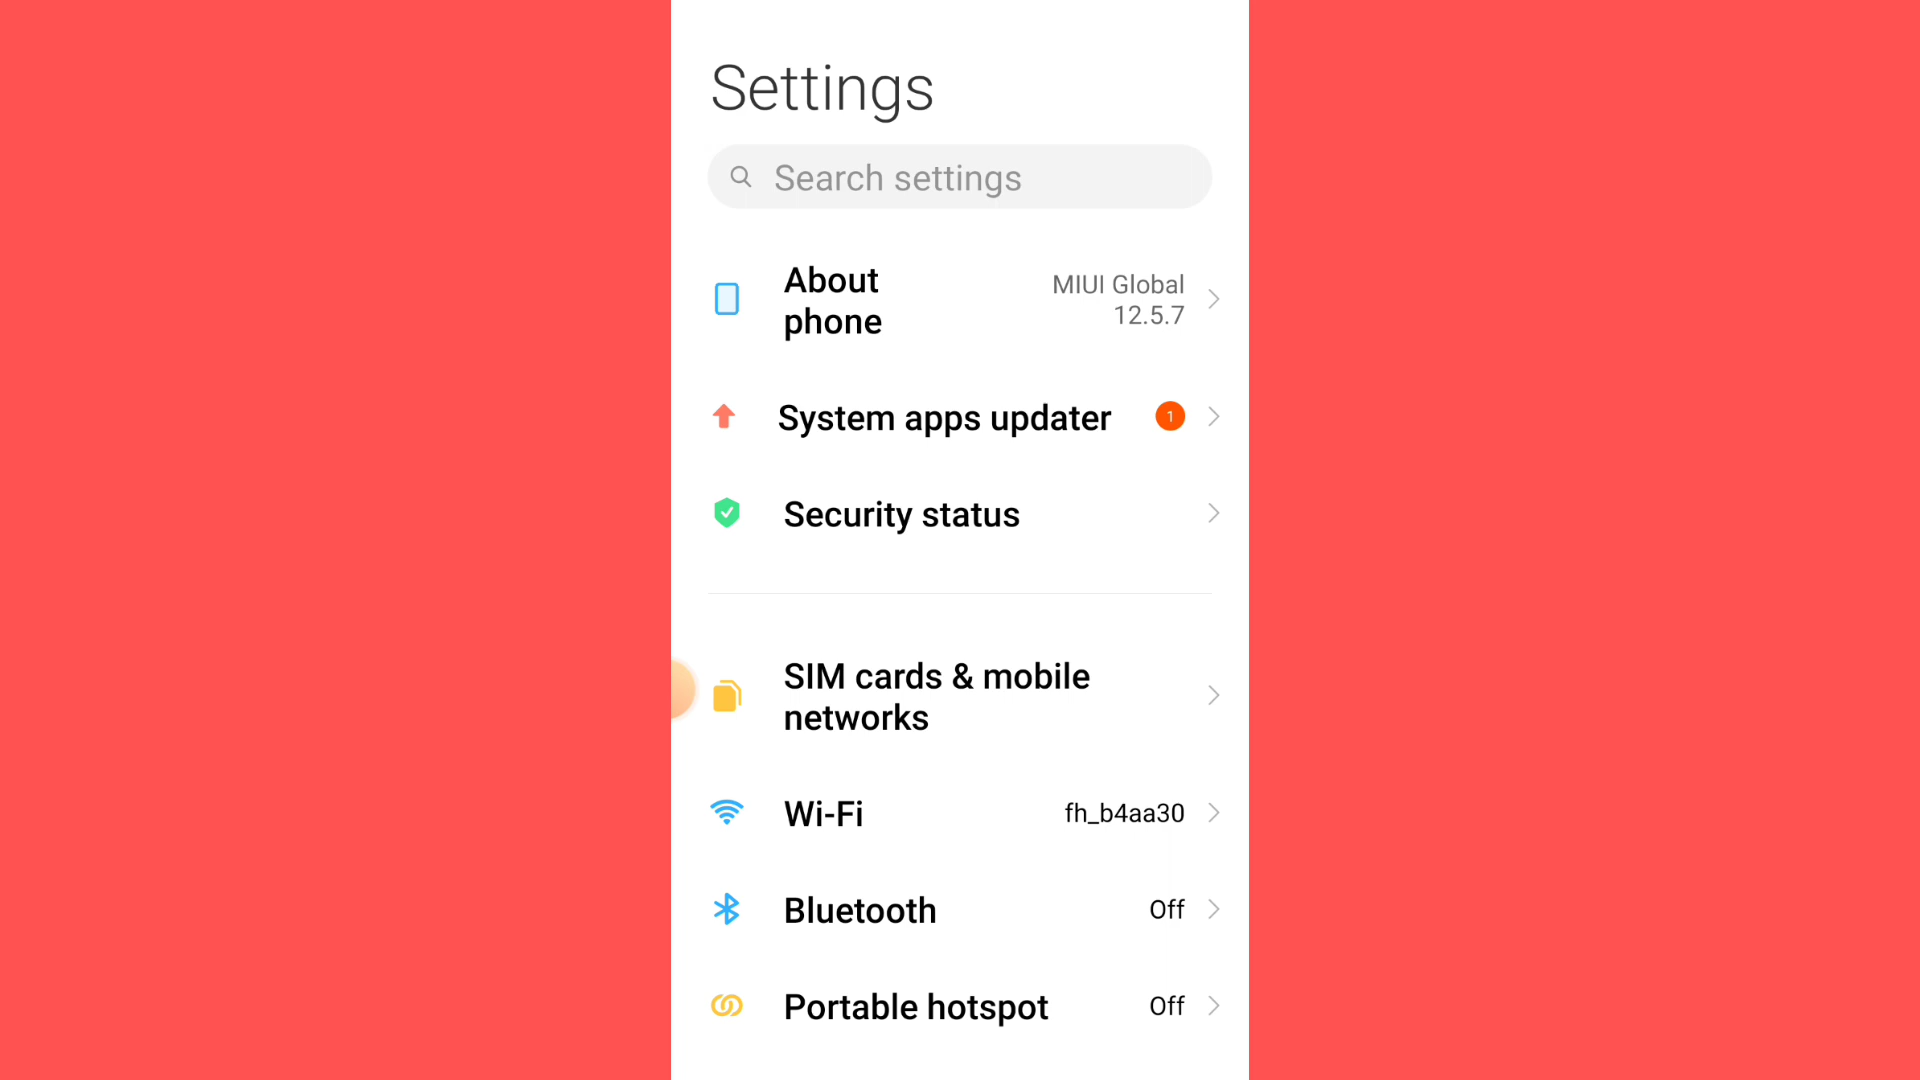 Settings
Search settings
About
phone
MIUI Global
12.5.7
System apps updater
1
Security status
SIM cards & mobile
networks
Wi-Fi
fh_b4aa30
Bluetooth
Off
Portable hotspot
Off